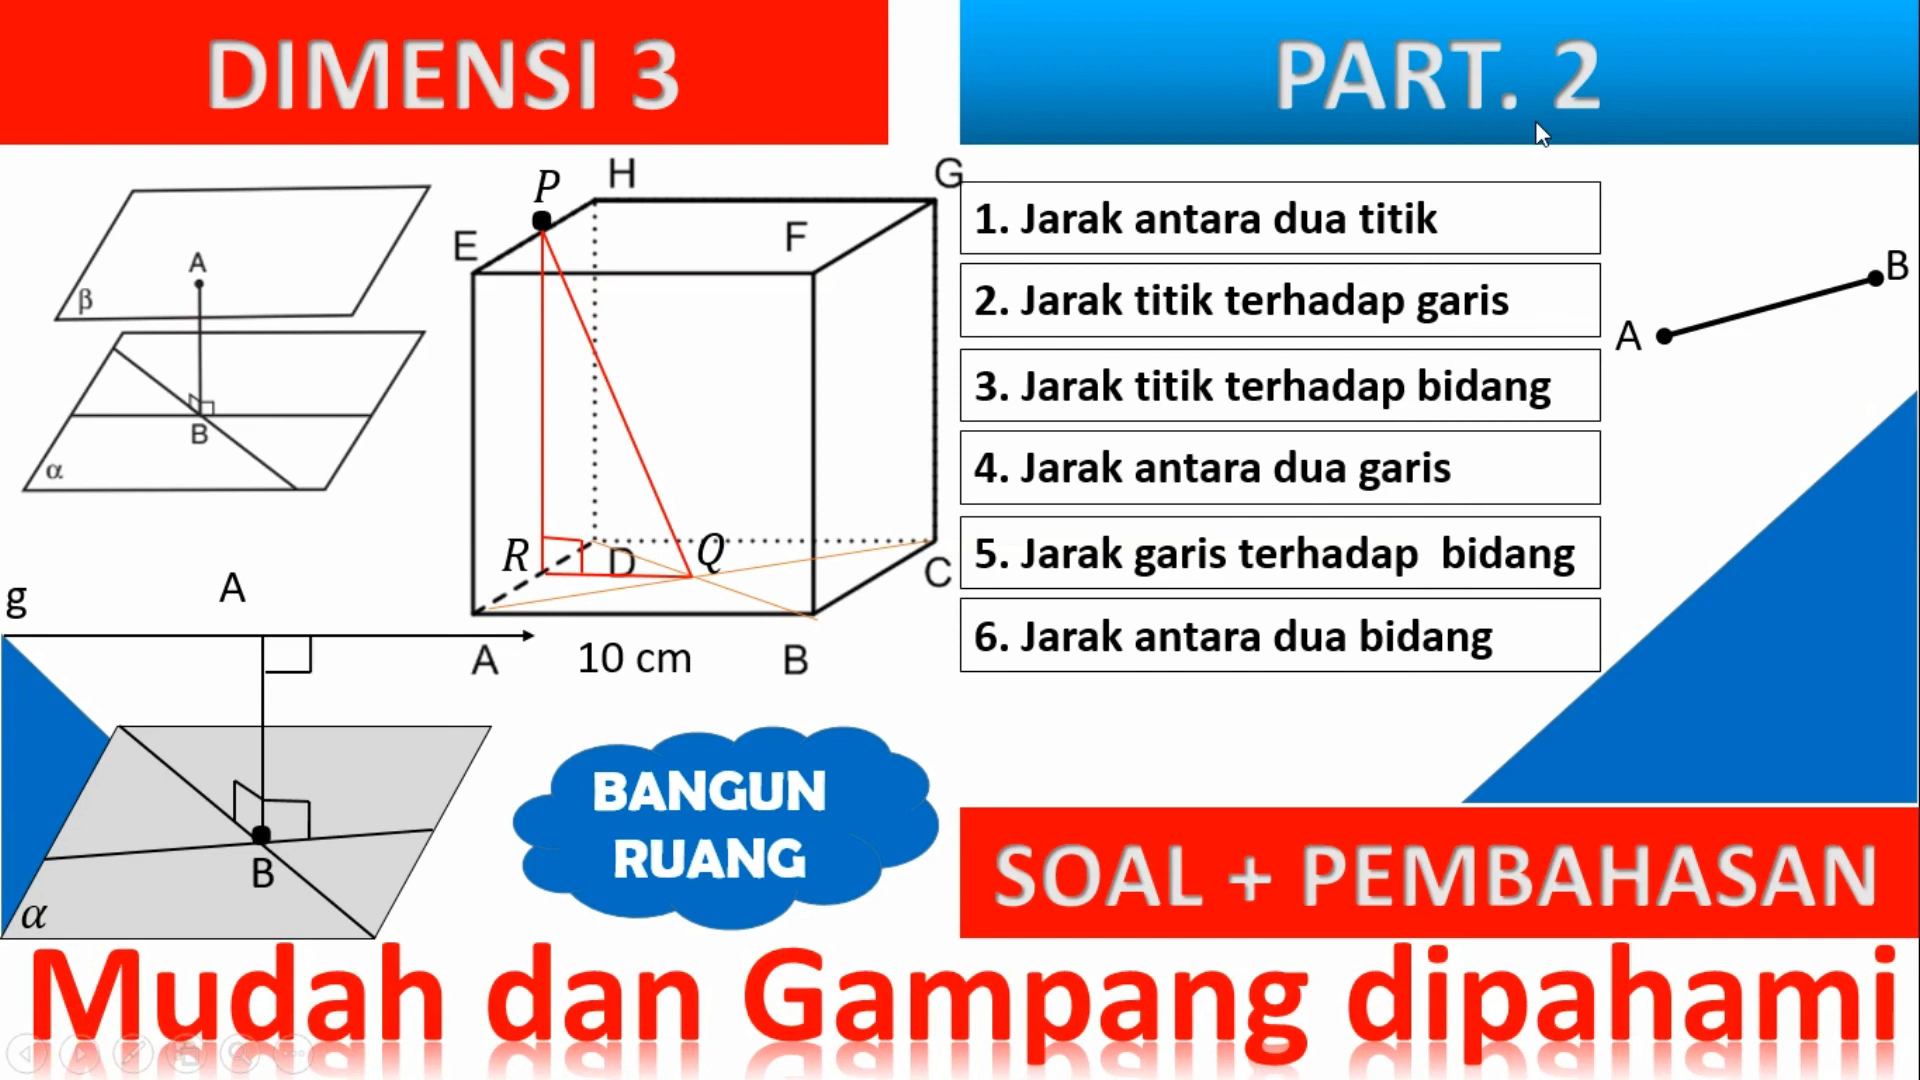 DIMENSI 3
PART. 2
β
A
B
α
P
H
G
E
F
R
D
Q
C
A
10 cm
B
1. Jarak antara dua titik
2. Jarak titik terhadap garis
3. Jarak titik terhadap bidang
4. Jarak antara dua garis
5. Jarak garis terhadap bidang
6. Jarak antara dua bidang
A
B
g
A
B
α
BANGUN
RUANG
SOAL + PEMBAHASAN
Mudah dan Gampang dipahami